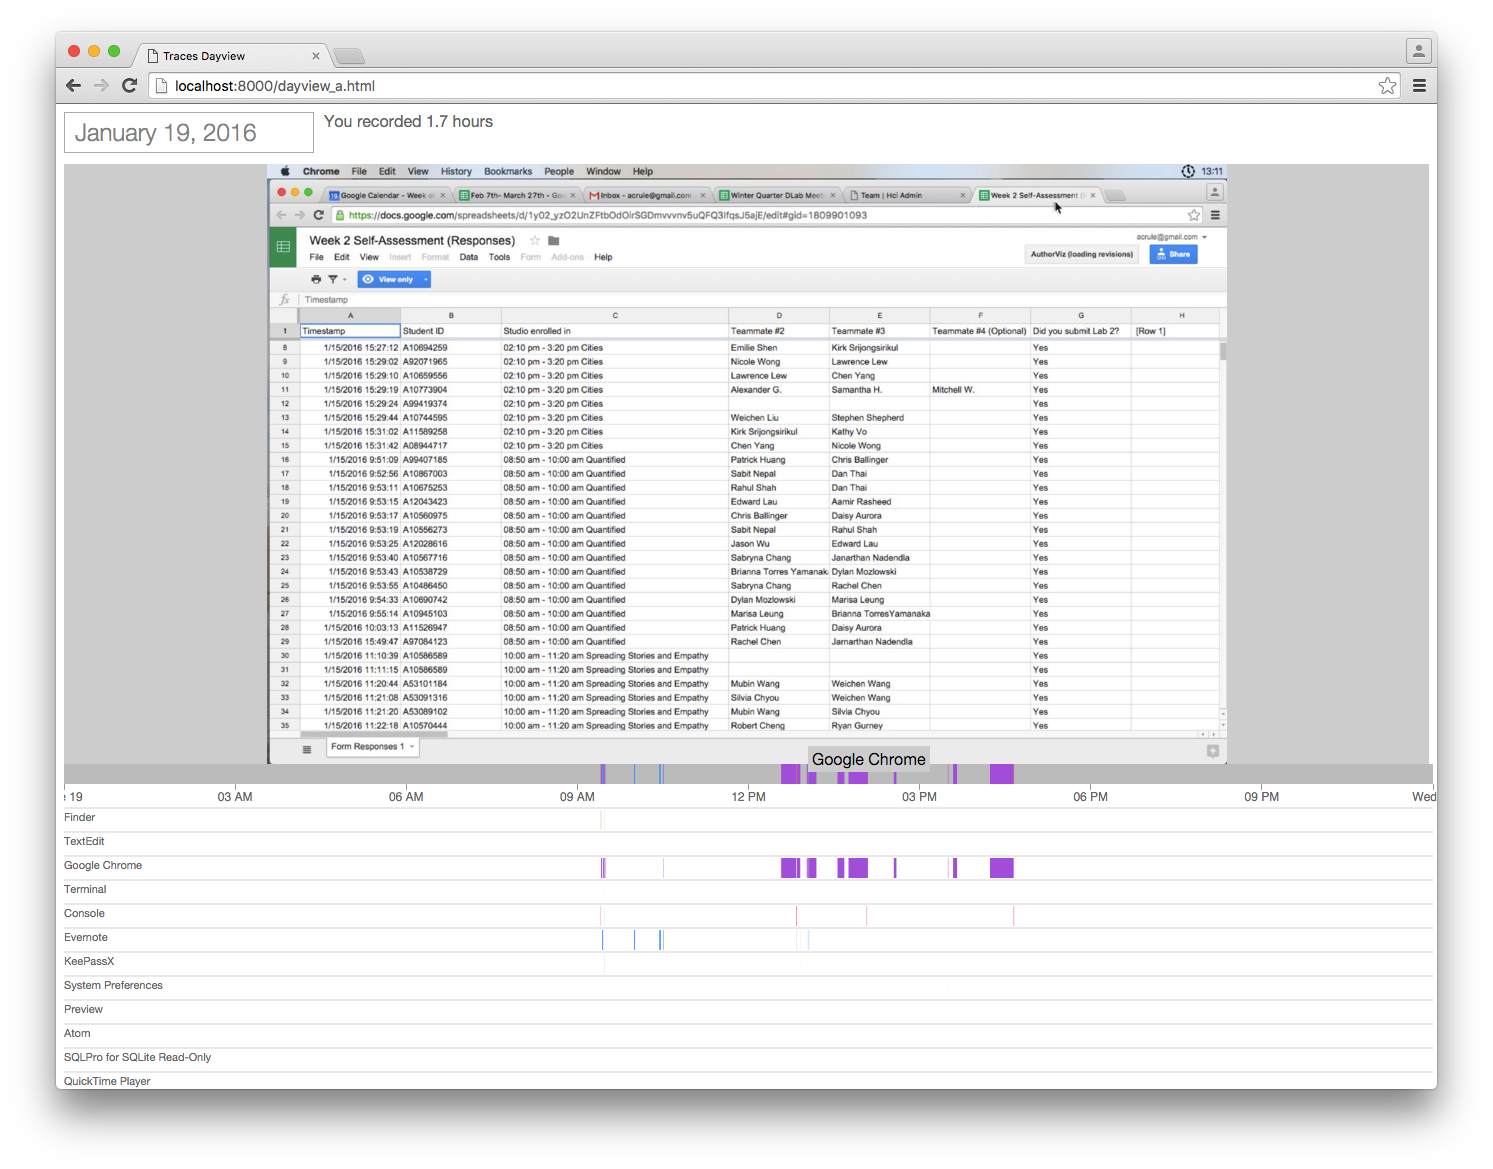 Traces Dayview
localhost:8000/dayview_a.html
January 19, 2016 You recorded 1.7 hours
Chrome File Edit View History Bookmarks People Window Help 13:11
Google Calendar - Week of Feb 7th- March 27th - Goo Inbox - acrule@gmail.com - Winter Quarter DLab Meeti Team | Hci Admin Week 2 Self-Assessment (
Week 2 Self-Assessment (Responses) acrule@gmail.com
File Edit View Insert Format Data Tools Form Add-ons Help AuthorViz (loading revisions) Share
View only
fx Timestamp
A B C D E F G H
1 Timestamp Student ID Studio enrolled in Teammate #2 Teammate #3 Teammate #4 (Optional) Did you submit Lab 2? [Row 1]
8 1/15/2016 15:27:12 A10694259 02:10 pm - 3:20 pm Cities Emilie Shen Kirk Srijongsirikul Yes
9 1/15/2016 15:29:02 A92071965 02:10 pm - 3:20 pm Cities Nicole Wong Lawrence Lew Yes
10 1/15/2016 15:29:10 A10659556 02:10 pm - 3:20 pm Cities Lawrence Lew Chen Yang Yes
11 1/15/2016 15:29:19 A10773904 02:10 pm - 3:20 pm Cities Alexander G. Samantha H. Mitchell W. Yes
12 1/15/2016 15:29:24 A99419374 02:10 pm - 3:20 pm Cities Yes
13 1/15/2016 15:29:44 A10744595 02:10 pm - 3:20 pm Cities Weichen Liu Stephen Shepherd Yes
14 1/15/2016 15:31:02 A11589258 02:10 pm - 3:20 pm Cities Kirk Srijongsirikul Kathy Vo Yes
15 1/15/2016 15:31:42 A08944717 02:10 pm - 3:20 pm Cities Chen Yang Nicole Wong Yes
16 1/15/2016 9:51:09 A99407185 08:50 am - 10:00 am Quantified Patrick Huang Chris Ballinger Yes
17 1/15/2016 9:52:56 A10867003 08:50 am - 10:00 am Quantified Sabit Nepal Dan Thai Yes
18 1/15/2016 9:53:11 A10675253 08:50 am - 10:00 am Quantified Rahul Shah Dan Thai Yes
19 1/15/2016 9:53:15 A12043423 08:50 am - 10:00 am Quantified Edward Lau Aamir Rasheed Yes
20 1/15/2016 9:53:17 A10560975 08:50 am - 10:00 am Quantified Chris Ballinger Daisy Aurora Yes
21 1/15/2016 9:53:19 A10556273 08:50 am - 10:00 am Quantified Sabit Nepal Rahul Shah Yes
22 1/15/2016 9:53:25 A12028616 08:50 am - 10:00 am Quantified Jason Wu Edward Lau Yes
23 1/15/2016 9:53:40 A10567716 08:50 am - 10:00 am Quantified Sabryna Chang Janarthan Nadendla Yes
24 1/15/2016 9:53:43 A10538729 08:50 am - 10:00 am Quantified Brianna Torres Yamanaka Dylan Mozlowski Yes
25 1/15/2016 9:53:55 A10486450 08:50 am - 10:00 am Quantified Sabryna Chang Rachel Chen Yes
26 1/15/2016 9:54:33 A10690742 08:50 am - 10:00 am Quantified Dylan Mozlowski Marisa Leung Yes
27 1/15/2016 9:55:14 A10945103 08:50 am - 10:00 am Quantified Marisa Leung Brianna TorresYamanaka Yes
28 1/15/2016 10:03:13 A11526947 08:50 am - 10:00 am Quantified Patrick Huang Daisy Aurora Yes
29 1/15/2016 15:49:47 A97084123 08:50 am - 10:00 am Quantified Rachel Chen Jarnarthan Nadendla Yes
30 1/15/2016 11:10:39 A10586589 10:00 am - 11:20 am Spreading Stories and Empathy Yes
31 1/15/2016 11:11:15 A10586589 10:00 am - 11:20 am Spreading Stories and Empathy Yes
32 1/15/2016 11:20:44 A53101184 10:00 am - 11:20 am Spreading Stories and Empathy Mubin Wang Weichen Wang Yes
33 1/15/2016 11:21:08 A53091316 10:00 am - 11:20 am Spreading Stories and Empathy Silvia Chyou Weichen Wang Yes
34 1/15/2016 11:21:20 A53089102 10:00 am - 11:20 am Spreading Stories and Empathy Mubin Wang Silvia Chyou Yes
35 1/15/2016 11:22:18 A10570444 10:00 am - 11:20 am Spreading Stories and Empathy Robert Cheng Ryan Gurney Yes
Form Responses 1
Google Chrome
19 03 AM 06 AM 09 AM 12 PM 03 PM 06 PM 09 PM Wed
Finder
TextEdit
Google Chrome
Terminal
Console
Evernote
KeePassX
System Preferences
Preview
Atom
SQLPro for SQLite Read-Only
QuickTime Player